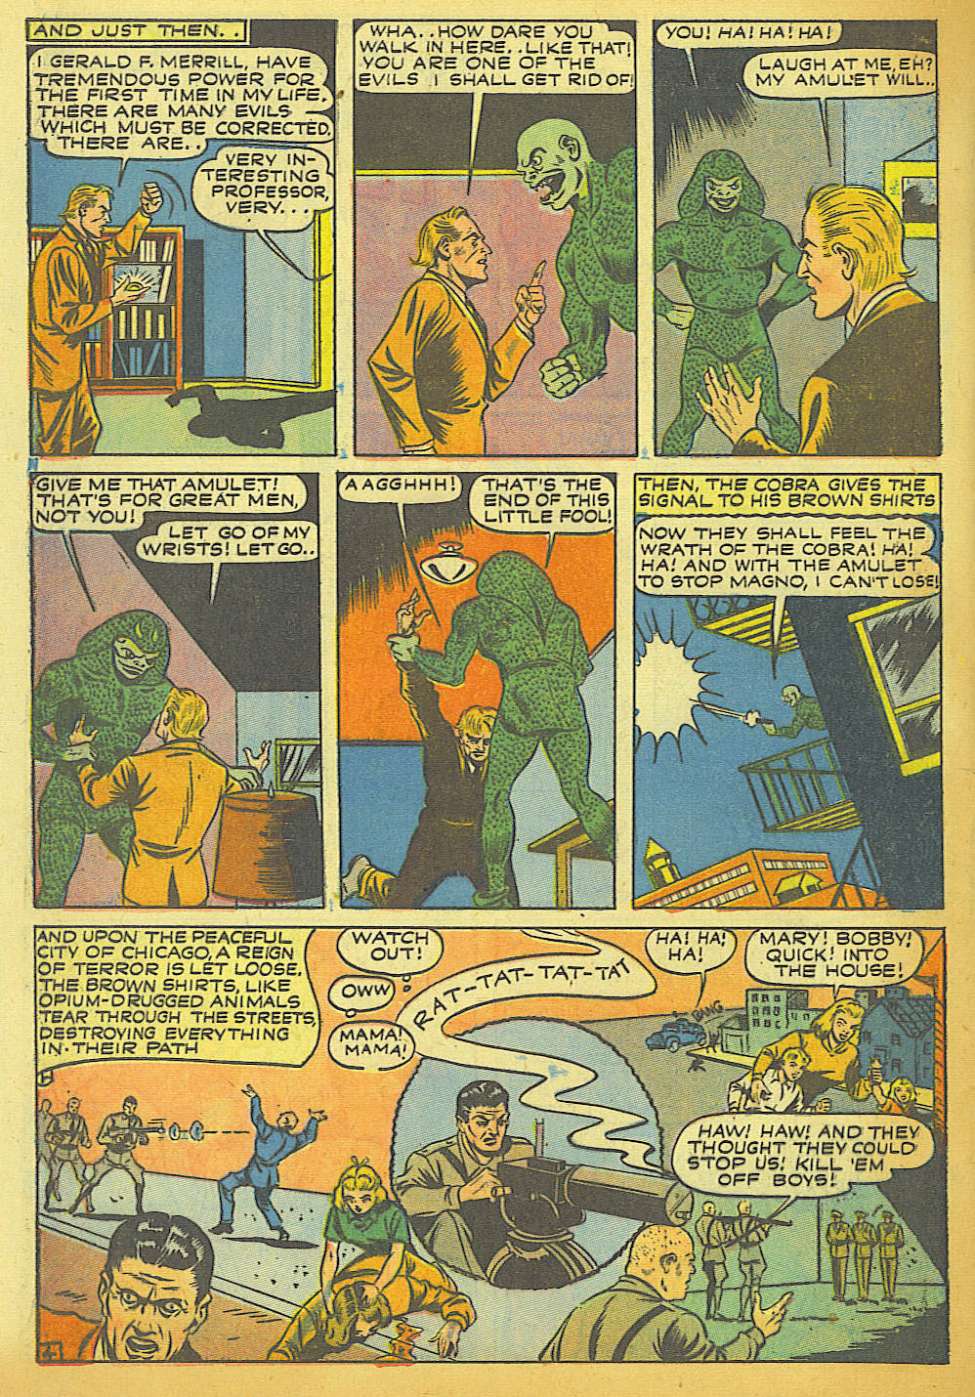 AND JUST THEN. .
I GERALD F. MERRILL, HAVE
TREMENDOUS POWER FOR
THE FIRST TIME IN MY LIFE.
THERE ARE MANY EVILS
WHICH MUST BE CORRECTED.
THERE ARE. .
VERY IN-
TERESTING
PROFESSOR,
VERY. . .
WHA. . HOW DARE YOU
WALK IN HERE. . LIKE THAT!
YOU ARE ONE OF THE
EVILS I SHALL GET RID OF!
YOU! HA! HA! HA!
LAUGH AT ME, EH?
MY AMULET WILL..
GIVE ME THAT AMULET!
THAT'S FOR GREAT MEN,
NOT YOU!
LET GO OF MY
WRISTS! LET GO..
AAGGHHH!
THAT'S THE
END OF THIS
LITTLE FOOL!
THEN, THE COBRA GIVES THE
SIGNAL TO HIS BROWN SHIRTS
NOW THEY SHALL FEEL THE
WRATH OF THE COBRA! HA!
HA! AND WITH THE AMULET
TO STOP MAGNO, I CAN'T LOSE!
AND UPON THE PEACEFUL
CITY OF CHICAGO, A REIGN
OF TERROR IS LET LOOSE.
THE BROWN SHIRTS, LIKE
OPIUM-DRUGGED ANIMALS
TEAR THROUGH THE STREETS,
DESTROYING EVERYTHING
IN·THEIR PATH
WATCH
OUT!
OWW
MAMA!
MAMA!
RAT-TAT-TAT-TAT
HA! HA!
HA!
BANG
MARY! BOBBY!
QUICK! INTO
THE HOUSE!
HAW! HAW! AND THEY
THOUGHT THEY COULD
STOP US! KILL 'EM
OFF BOYS!
4